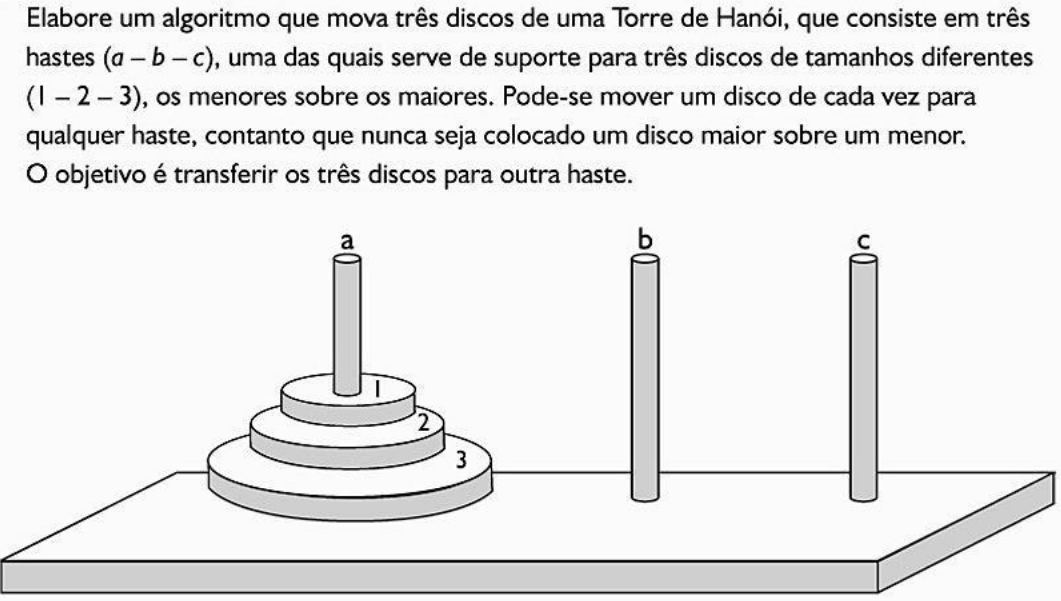 Elabore um algoritmo que mova três discos de uma Torre de Hanói, que consiste em três
hastes (a – b – c), uma das quais serve de suporte para três discos de tamanhos diferentes
(1 – 2 – 3), os menores sobre os maiores. Pode-se mover um disco de cada vez para
qualquer haste, contanto que nunca seja colocado um disco maior sobre um menor.
O objetivo é transferir os três discos para outra haste.
a b c
1
2
3